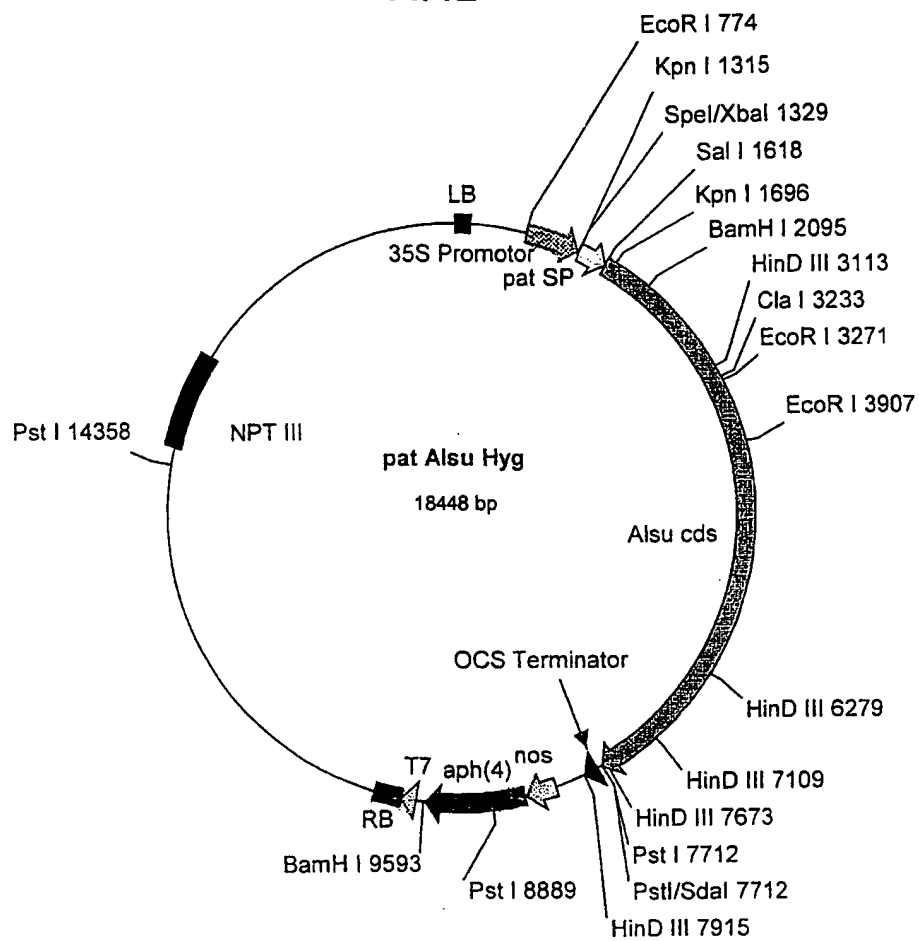 EcoR I 774
Kpn I 1315
SpeI/XbaI 1329
Sal I 1618
Kpn I 1696
BamH I 2095
HinD III 3113
Cla I 3233
EcoR I 3271
EcoR I 3907
LB
35S Promotor
pat SP
Pst I 14358
NPT III
pat Alsu Hyg
18448 bp
Alsu cds
OCS Terminator
HinD III 6279
HinD III 7109
HinD III 7673
Pst I 7712
PstI/SdaI 7712
HinD III 7915
nos
aph(4)
T7
RB
BamH I 9593
Pst I 8889